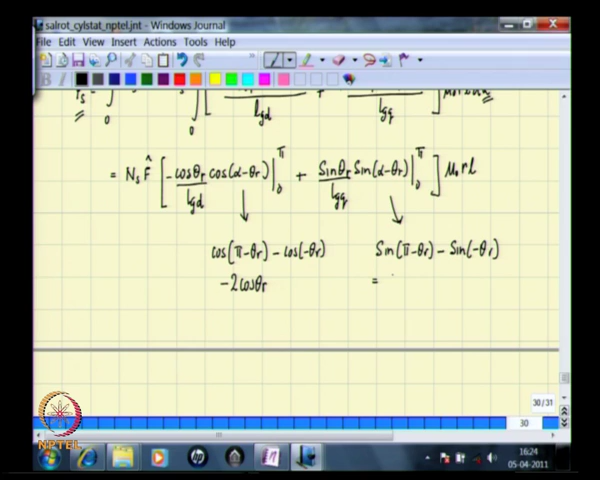 salrot_cylstat_nptel.jnt - Windows Journal
File Edit View Insert Actions Tools Help
= Ns F̂ [ -cosθr/lgd cos(α-θr) |₀^π + Sinθr/lgq Sin(α-θr) |₀^π ] μ₀ r l
cos(π-θr) - cos(-θr) Sin(π-θr) - Sin(-θr)
-2cosθr =
30/31
30
NPTEL
16:24
05-04-2011